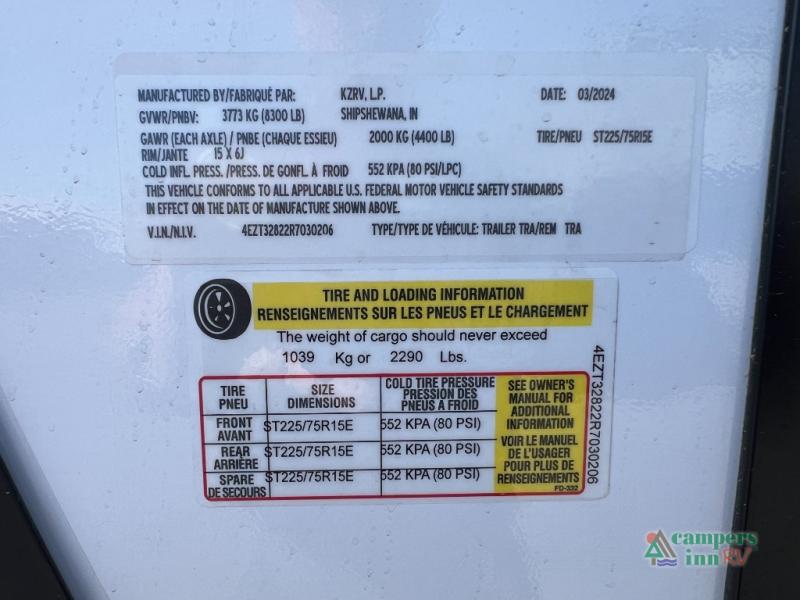 MANUFACTURED BY/FABRIQUÉ PAR: KZRV, L.P. DATE: 03/2024
GVWR/PNBV: 3773 KG (8300 LB) SHIPSHEWANA, IN
GAWR (EACH AXLE) / PNBE (CHAQUE ESSIEU) 2000 KG (4400 LB) TIRE/PNEU ST225/75R15E
RIM/JANTE 15 X 6J
COLD INFL. PRESS. /PRESS. DE GONFL. À FROID 552 KPA (80 PSI/LPC)
THIS VEHICLE CONFORMS TO ALL APPLICABLE U.S. FEDERAL MOTOR VEHICLE SAFETY STANDARDS
IN EFFECT ON THE DATE OF MANUFACTURE SHOWN ABOVE.
V.I.N./N.I.V. 4EZT32822R7030206 TYPE/TYPE DE VÉHICULE: TRAILER TRA/REM TRA
TIRE AND LOADING INFORMATION
RENSEIGNEMENTS SUR LES PNEUS ET LE CHARGEMENT
The weight of cargo should never exceed
1039 Kg or 2290 Lbs.
TIRE
PNEU
SIZE
DIMENSIONS
COLD TIRE PRESSURE
PRESSION DES
PNEUS A FROID
FRONT
AVANT
ST225/75R15E
552 KPA (80 PSI)
REAR
ARRIÈRE
ST225/75R15E
552 KPA (80 PSI)
SPARE
DE SECOURS
ST225/75R15E
552 KPA (80 PSI)
SEE OWNER'S
MANUAL FOR
ADDITIONAL
INFORMATION
VOIR LE MANUEL
DE L'USAGER
POUR PLUS DE
RENSEIGNEMENTS
FD-332
4EZT32822R7030206
campers
inn RV